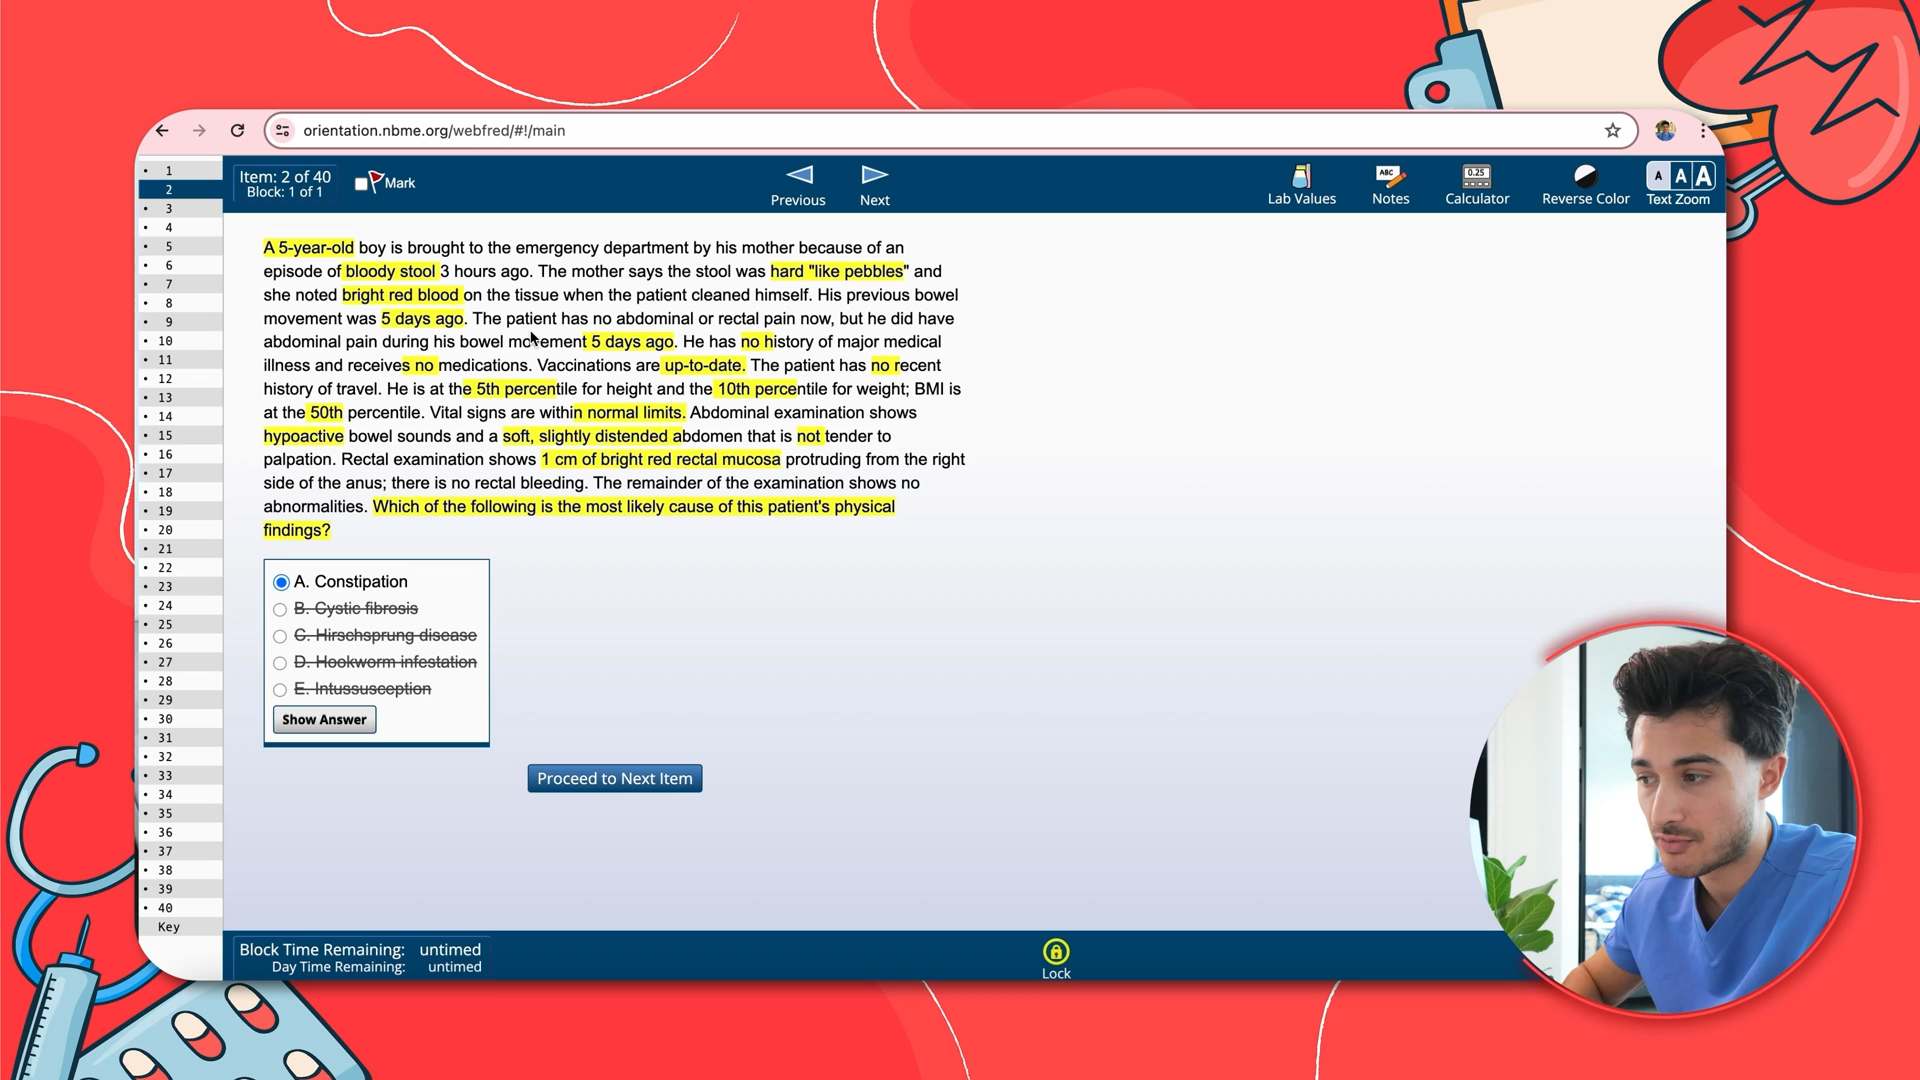 orientation.nbme.org/webfred/#!/main
Item: 2 of 40
Block: 1 of 1
Mark
Previous
Next
Lab Values
ABC
Notes
0.25
Calculator
Reverse Color
A A A
Text Zoom
1
2
3
4
5
6
7
8
9
10
11
12
13
14
15
16
17
18
19
20
21
22
23
24
25
26
27
28
29
30
31
32
33
34
35
36
37
38
39
40
Key
A 5-year-old boy is brought to the emergency department by his mother because of an
episode of bloody stool 3 hours ago. The mother says the stool was hard "like pebbles" and
she noted bright red blood on the tissue when the patient cleaned himself. His previous bowel
movement was 5 days ago. The patient has no abdominal or rectal pain now, but he did have
abdominal pain during his bowel movement 5 days ago. He has no history of major medical
illness and receives no medications. Vaccinations are up-to-date. The patient has no recent
history of travel. He is at the 5th percentile for height and the 10th percentile for weight; BMI is
at the 50th percentile. Vital signs are within normal limits. Abdominal examination shows
hypoactive bowel sounds and a soft, slightly distended abdomen that is not tender to
palpation. Rectal examination shows 1 cm of bright red rectal mucosa protruding from the right
side of the anus; there is no rectal bleeding. The remainder of the examination shows no
abnormalities. Which of the following is the most likely cause of this patient's physical
findings?
A. Constipation
B. Cystic fibrosis
C. Hirschsprung disease
D. Hookworm infestation
E. Intussusception
Show Answer
Proceed to Next Item
Block Time Remaining: untimed
Day Time Remaining: untimed
Lock